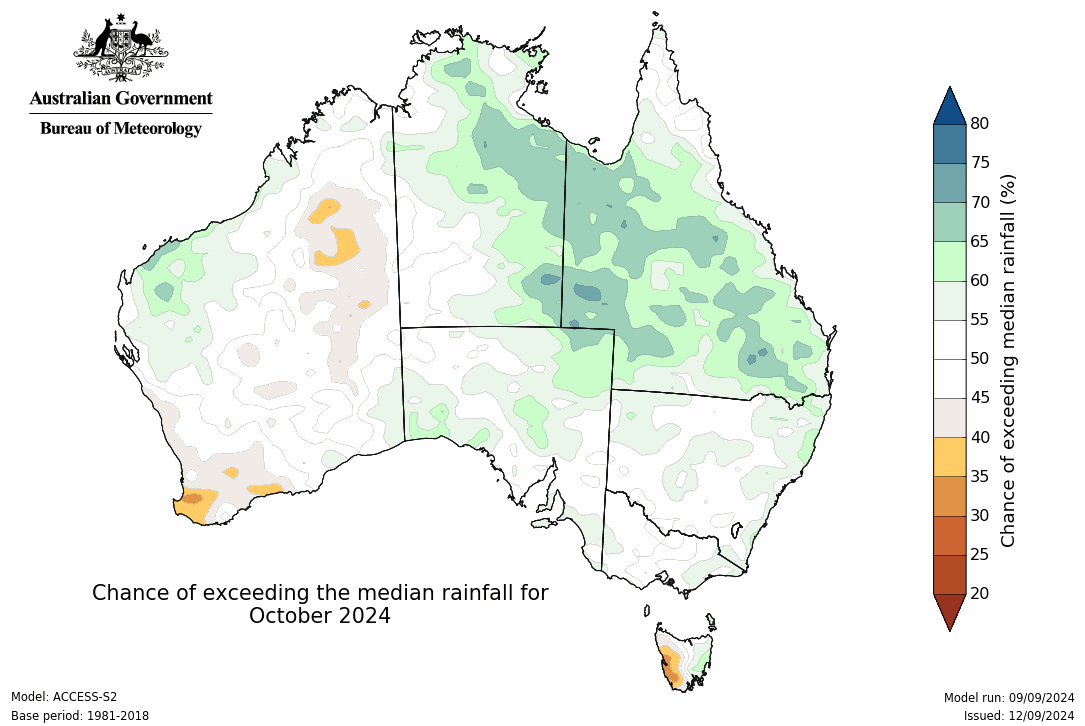 AUSTRALIA
Australian Government
Bureau of Meteorology
80
75
70
65
60
55
50
45
40
35
30
25
20
Chance of exceeding median rainfall (%)
Chance of exceeding the median rainfall for
October 2024
Model: ACCESS-S2
Base period: 1981-2018
Model run: 09/09/2024
Issued: 12/09/2024